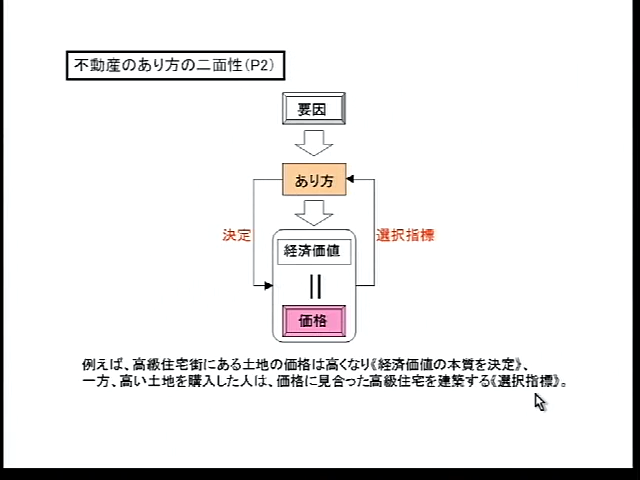 不動産のあり方の二面性(P2)
要因
あり方
決定
選択指標
経済価値
価格
例えば、高級住宅街にある土地の価格は高くなり《経済価値の本質を決定》、
一方、高い土地を購入した人は、価格に見合った高級住宅を建築する《選択指標》。